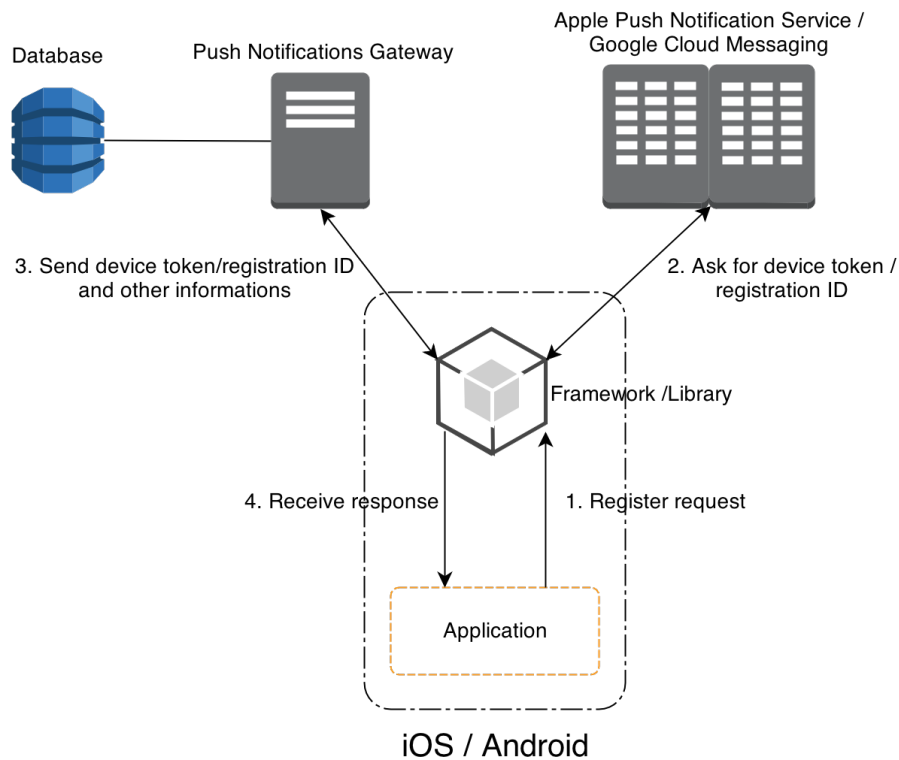 Apple Push Notification Service /
Google Cloud Messaging
Push Notifications Gateway
Database
3. Send device token/registration ID
and other informations
2. Ask for device token /
registration ID
Framework /Library
4. Receive response
1. Register request
Application
iOS / Android